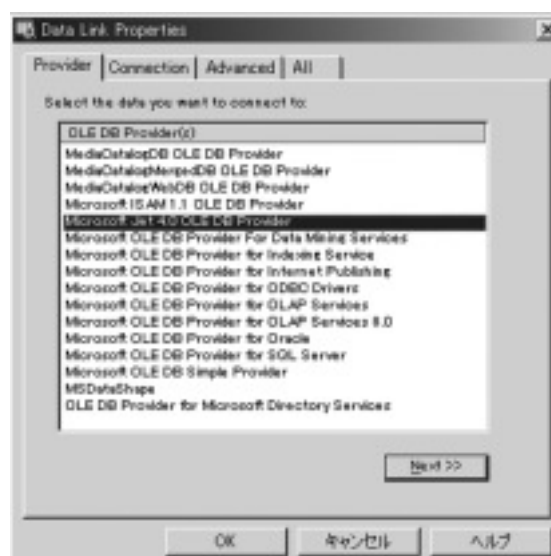 Data Link Properties
Provider Connection Advanced All
Select the data you want to connect to:
OLE DB Provider(s)
MediaCatalogDB OLE DB Provider
MediaCatalogMergedDB OLE DB Provider
MediaCatalogWebDB OLE DB Provider
Microsoft ISAM 1.1 OLE DB Provider
Microsoft Jet 4.0 OLE DB Provider
Microsoft OLE DB Provider For Data Mining Services
Microsoft OLE DB Provider for Indexing Service
Microsoft OLE DB Provider for Internet Publishing
Microsoft OLE DB Provider for ODBC Drivers
Microsoft OLE DB Provider for OLAP Services
Microsoft OLE DB Provider for OLAP Services 8.0
Microsoft OLE DB Provider for Oracle
Microsoft OLE DB Provider for SQL Server
Microsoft OLE DB Simple Provider
MSDataShape
OLE DB Provider for Microsoft Directory Services
Next >>
OK キャンセル ヘルプ